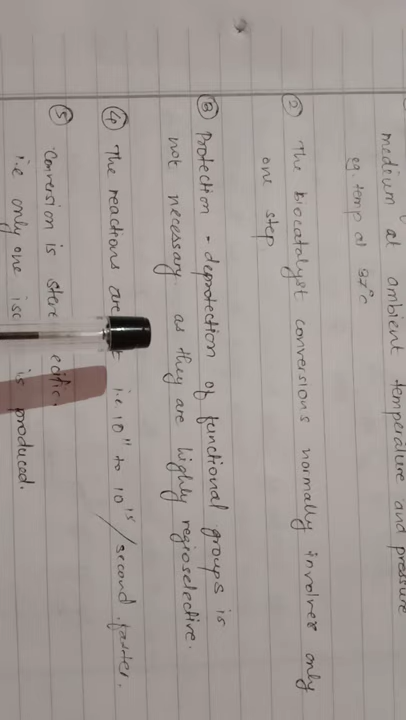 medium at ambient temperature and pressure
eg. temp at 37°C
② The biocatalyst conversions normally involves only
one step
③ Protection - deprotection of functional groups is
not necessary as they are highly regioselective.
④ The reactions are i.e 10" to 10¹⁵/second faster.
⑤ Conversion is
i.e only one is produced.